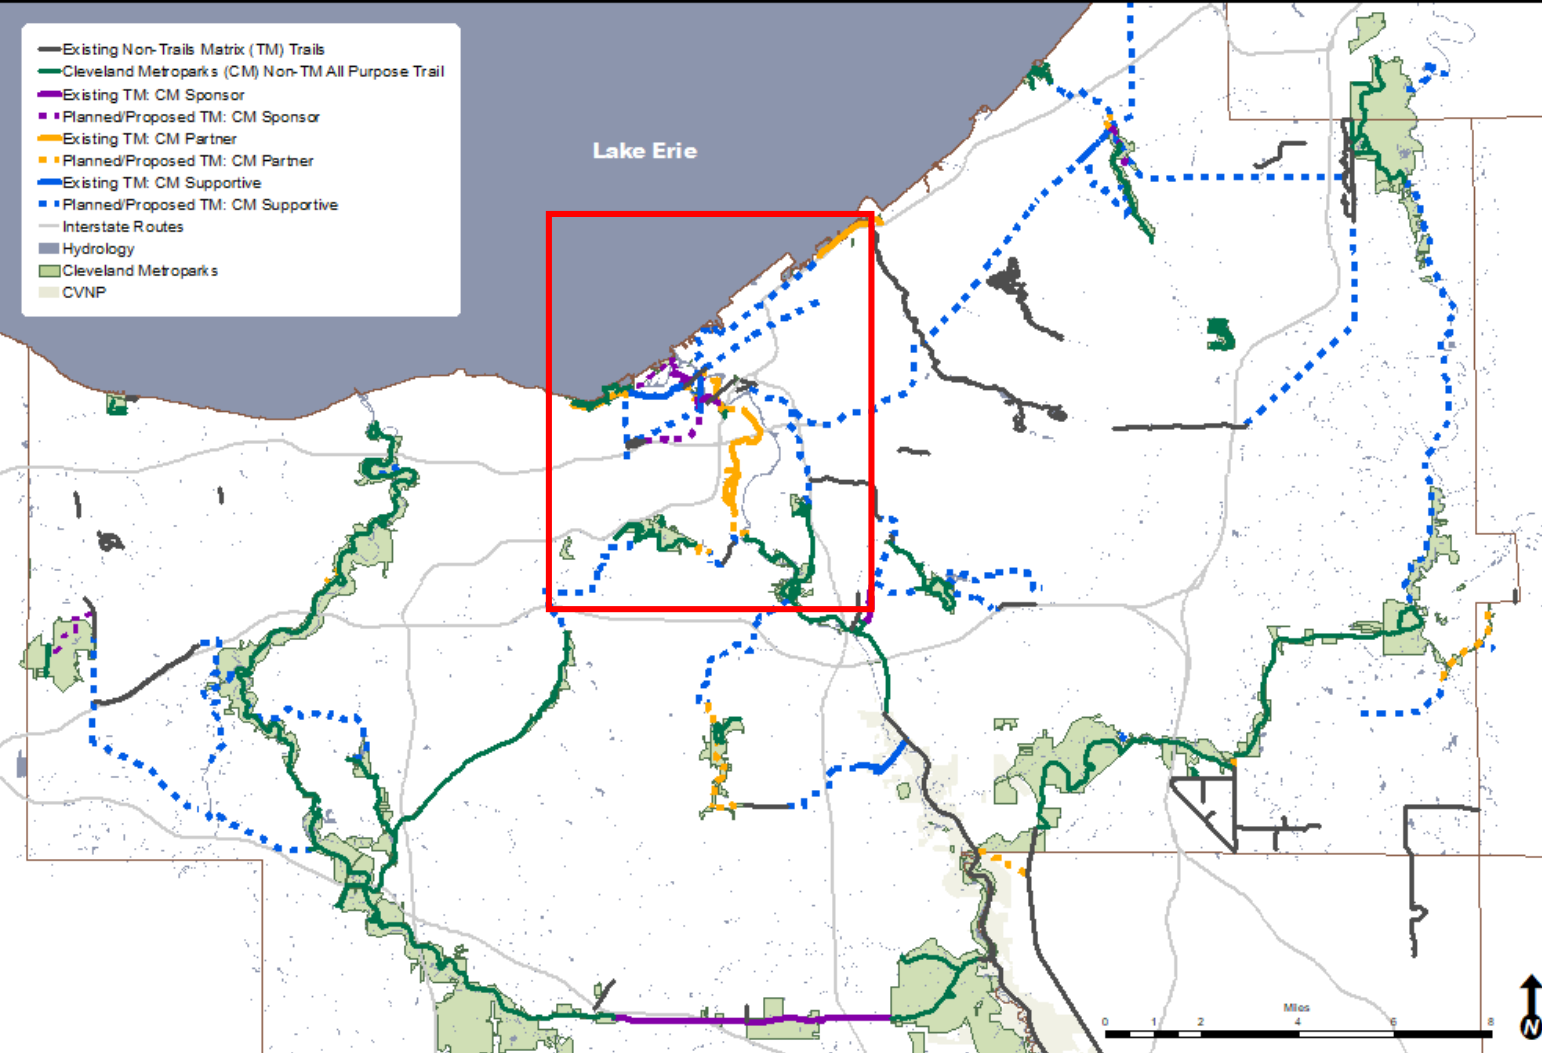 Existing Non-Trails Matrix (TM) Trails
Cleveland Metroparks (CM) Non-TM All Purpose Trail
Existing TM: CM Sponsor
Planned/Proposed TM: CM Sponsor
Existing TM: CM Partner
Planned/Proposed TM: CM Partner
Existing TM: CM Supportive
Planned/Proposed TM: CM Supportive
Interstate Routes
Hydrology
Cleveland Metroparks
CVNP
Lake Erie
Miles
0 1 2 4 6 8
N